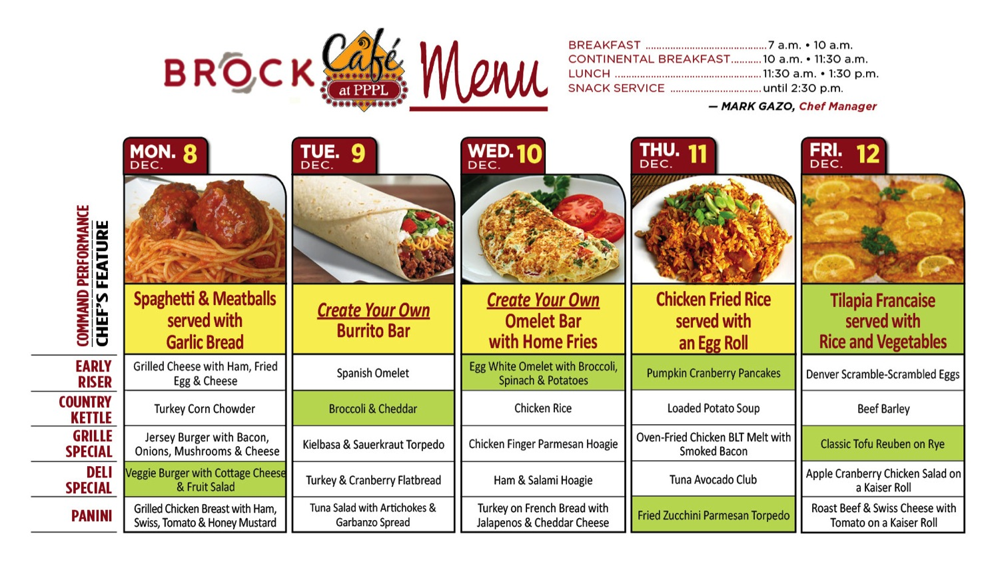 BROCK
Café
at PPPL
Menu
BREAKFAST ............................................ 7 a.m. • 10 a.m.
CONTINENTAL BREAKFAST........... 10 a.m. • 11:30 a.m.
LUNCH ..................................................... 11:30 a.m. • 1:30 p.m.
SNACK SERVICE ................................. until 2:30 p.m.
— MARK GAZO, Chef Manager
MON. 8
DEC.
TUE. 9
DEC.
WED. 10
DEC.
THU. 11
DEC.
FRI. 12
DEC.
COMMAND PERFORMANCE
CHEF'S FEATURE
Spaghetti & Meatballs
served with
Garlic Bread
Create Your Own
Burrito Bar
Create Your Own
Omelet Bar
with Home Fries
Chicken Fried Rice
served with
an Egg Roll
Tilapia Francaise
served with
Rice and Vegetables
EARLY
RISER
Grilled Cheese with Ham, Fried
Egg & Cheese
Spanish Omelet
Egg White Omelet with Broccoli,
Spinach & Potatoes
Pumpkin Cranberry Pancakes
Denver Scramble-Scrambled Eggs
COUNTRY
KETTLE
Turkey Corn Chowder
Broccoli & Cheddar
Chicken Rice
Loaded Potato Soup
Beef Barley
GRILLE
SPECIAL
Jersey Burger with Bacon,
Onions, Mushrooms & Cheese
Kielbasa & Sauerkraut Torpedo
Chicken Finger Parmesan Hoagie
Oven-Fried Chicken BLT Melt with
Smoked Bacon
Classic Tofu Reuben on Rye
DELI
SPECIAL
Veggie Burger with Cottage Cheese
& Fruit Salad
Turkey & Cranberry Flatbread
Ham & Salami Hoagie
Tuna Avocado Club
Apple Cranberry Chicken Salad on
a Kaiser Roll
PANINI
Grilled Chicken Breast with Ham,
Swiss, Tomato & Honey Mustard
Tuna Salad with Artichokes &
Garbanzo Spread
Turkey on French Bread with
Jalapenos & Cheddar Cheese
Fried Zucchini Parmesan Torpedo
Roast Beef & Swiss Cheese with
Tomato on a Kaiser Roll